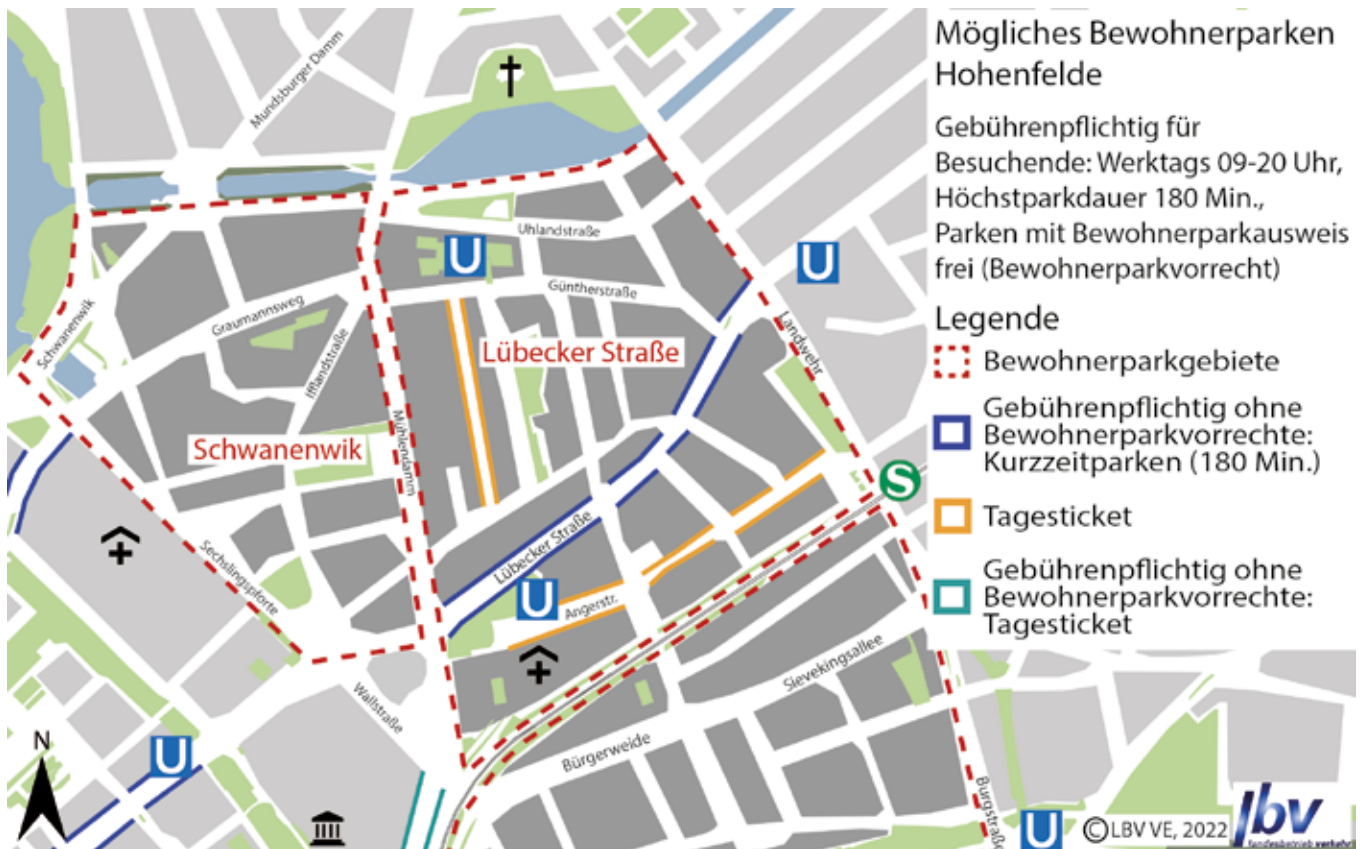 Mögliches Bewohnerparken
Hohenfelde
Gebührenpflichtig für
Besuchende: Werktags 09-20 Uhr,
Höchstparkdauer 180 Min.,
Parken mit Bewohnerparkausweis
frei (Bewohnerparkvorrecht)
Legende
Bewohnerparkgebiete
Gebührenpflichtig ohne
Bewohnerparkvorrechte:
Kurzzeitparken (180 Min.)
Tagesticket
Gebührenpflichtig ohne
Bewohnerparkvorrechte:
Tagesticket
Mundsburger Damm
Uhlandstraße
U
U
Güntherstraße
Graumannsweg
Schwanenwik
Ifflandstraße
Landwehr
Lübecker Straße
Mühlendamm
Schwanenwik
S
Lübecker Straße
Sechslingspforte
U
Angerstr.
Sievekingsallee
Wallstraße
Bürgerweide
N
U
Burgstraße
U
©LBV VE, 2022
lbv
landesbetrieb verkehr